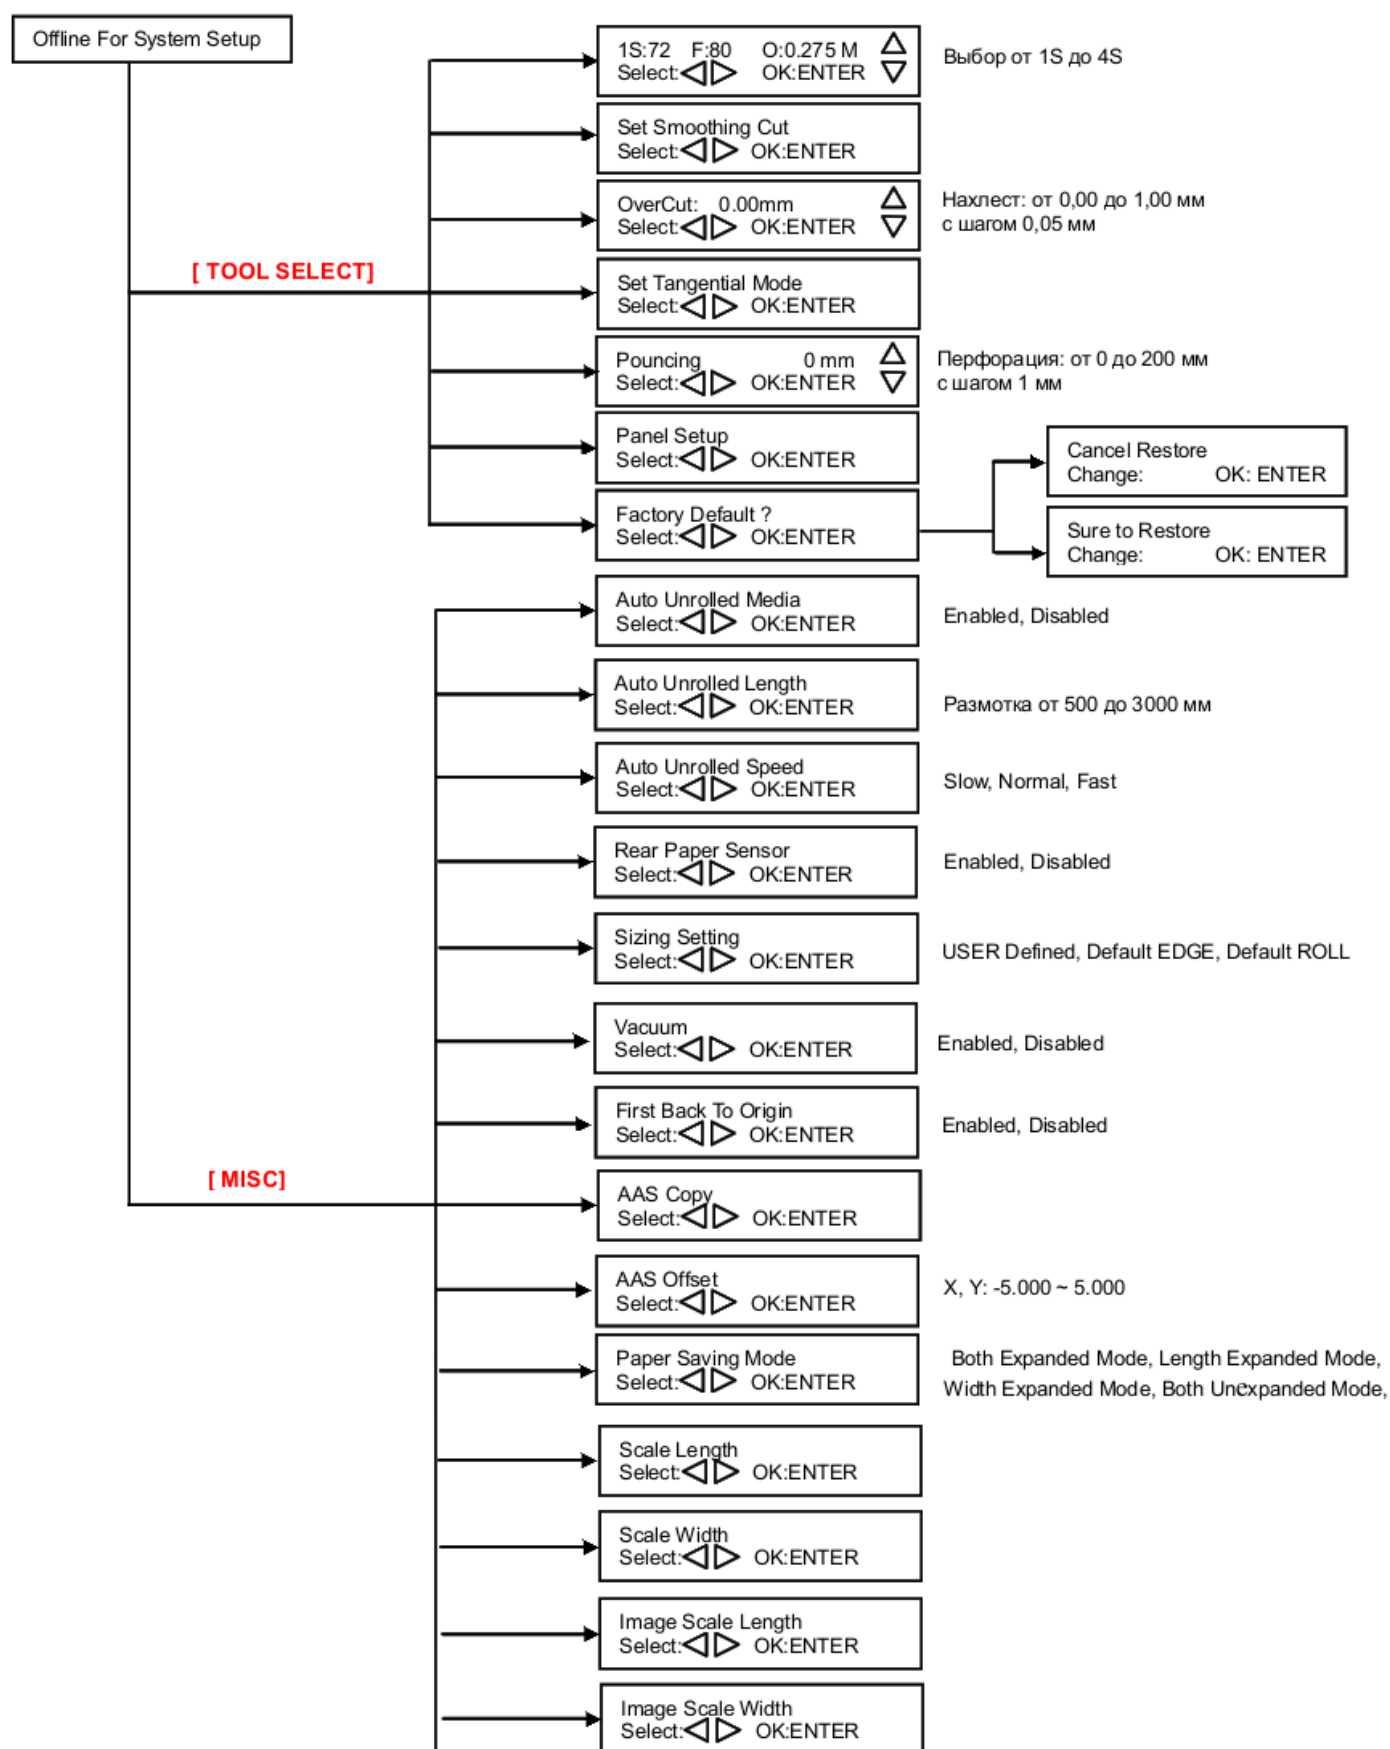 Offline For System Setup
1S:72 F:80 O:0.275 M
Select: OK:ENTER
Выбор от 1S до 4S
Set Smoothing Cut
Select: OK:ENTER
OverCut: 0.00mm
Select: OK:ENTER
Нахлест: от 0,00 до 1,00 мм
с шагом 0,05 мм
[ TOOL SELECT]
Set Tangential Mode
Select: OK:ENTER
Pouncing 0 mm
Select: OK:ENTER
Перфорация: от 0 до 200 мм
с шагом 1 мм
Panel Setup
Select: OK:ENTER
Cancel Restore
Change: OK: ENTER
Factory Default ?
Select: OK:ENTER
Sure to Restore
Change: OK: ENTER
Auto Unrolled Media
Select: OK:ENTER
Enabled, Disabled
Auto Unrolled Length
Select: OK:ENTER
Размотка от 500 до 3000 мм
Auto Unrolled Speed
Select: OK:ENTER
Slow, Normal, Fast
Rear Paper Sensor
Select: OK:ENTER
Enabled, Disabled
Sizing Setting
Select: OK:ENTER
USER Defined, Default EDGE, Default ROLL
Vacuum
Select: OK:ENTER
Enabled, Disabled
First Back To Origin
Select: OK:ENTER
Enabled, Disabled
[ MISC]
AAS Copy
Select: OK:ENTER
AAS Offset
Select: OK:ENTER
X, Y: -5.000 ~ 5.000
Paper Saving Mode
Select: OK:ENTER
Both Expanded Mode, Length Expanded Mode,
Width Expanded Mode, Both Unexpanded Mode,
Scale Length
Select: OK:ENTER
Scale Width
Select: OK:ENTER
Image Scale Length
Select: OK:ENTER
Image Scale Width
Select: OK:ENTER